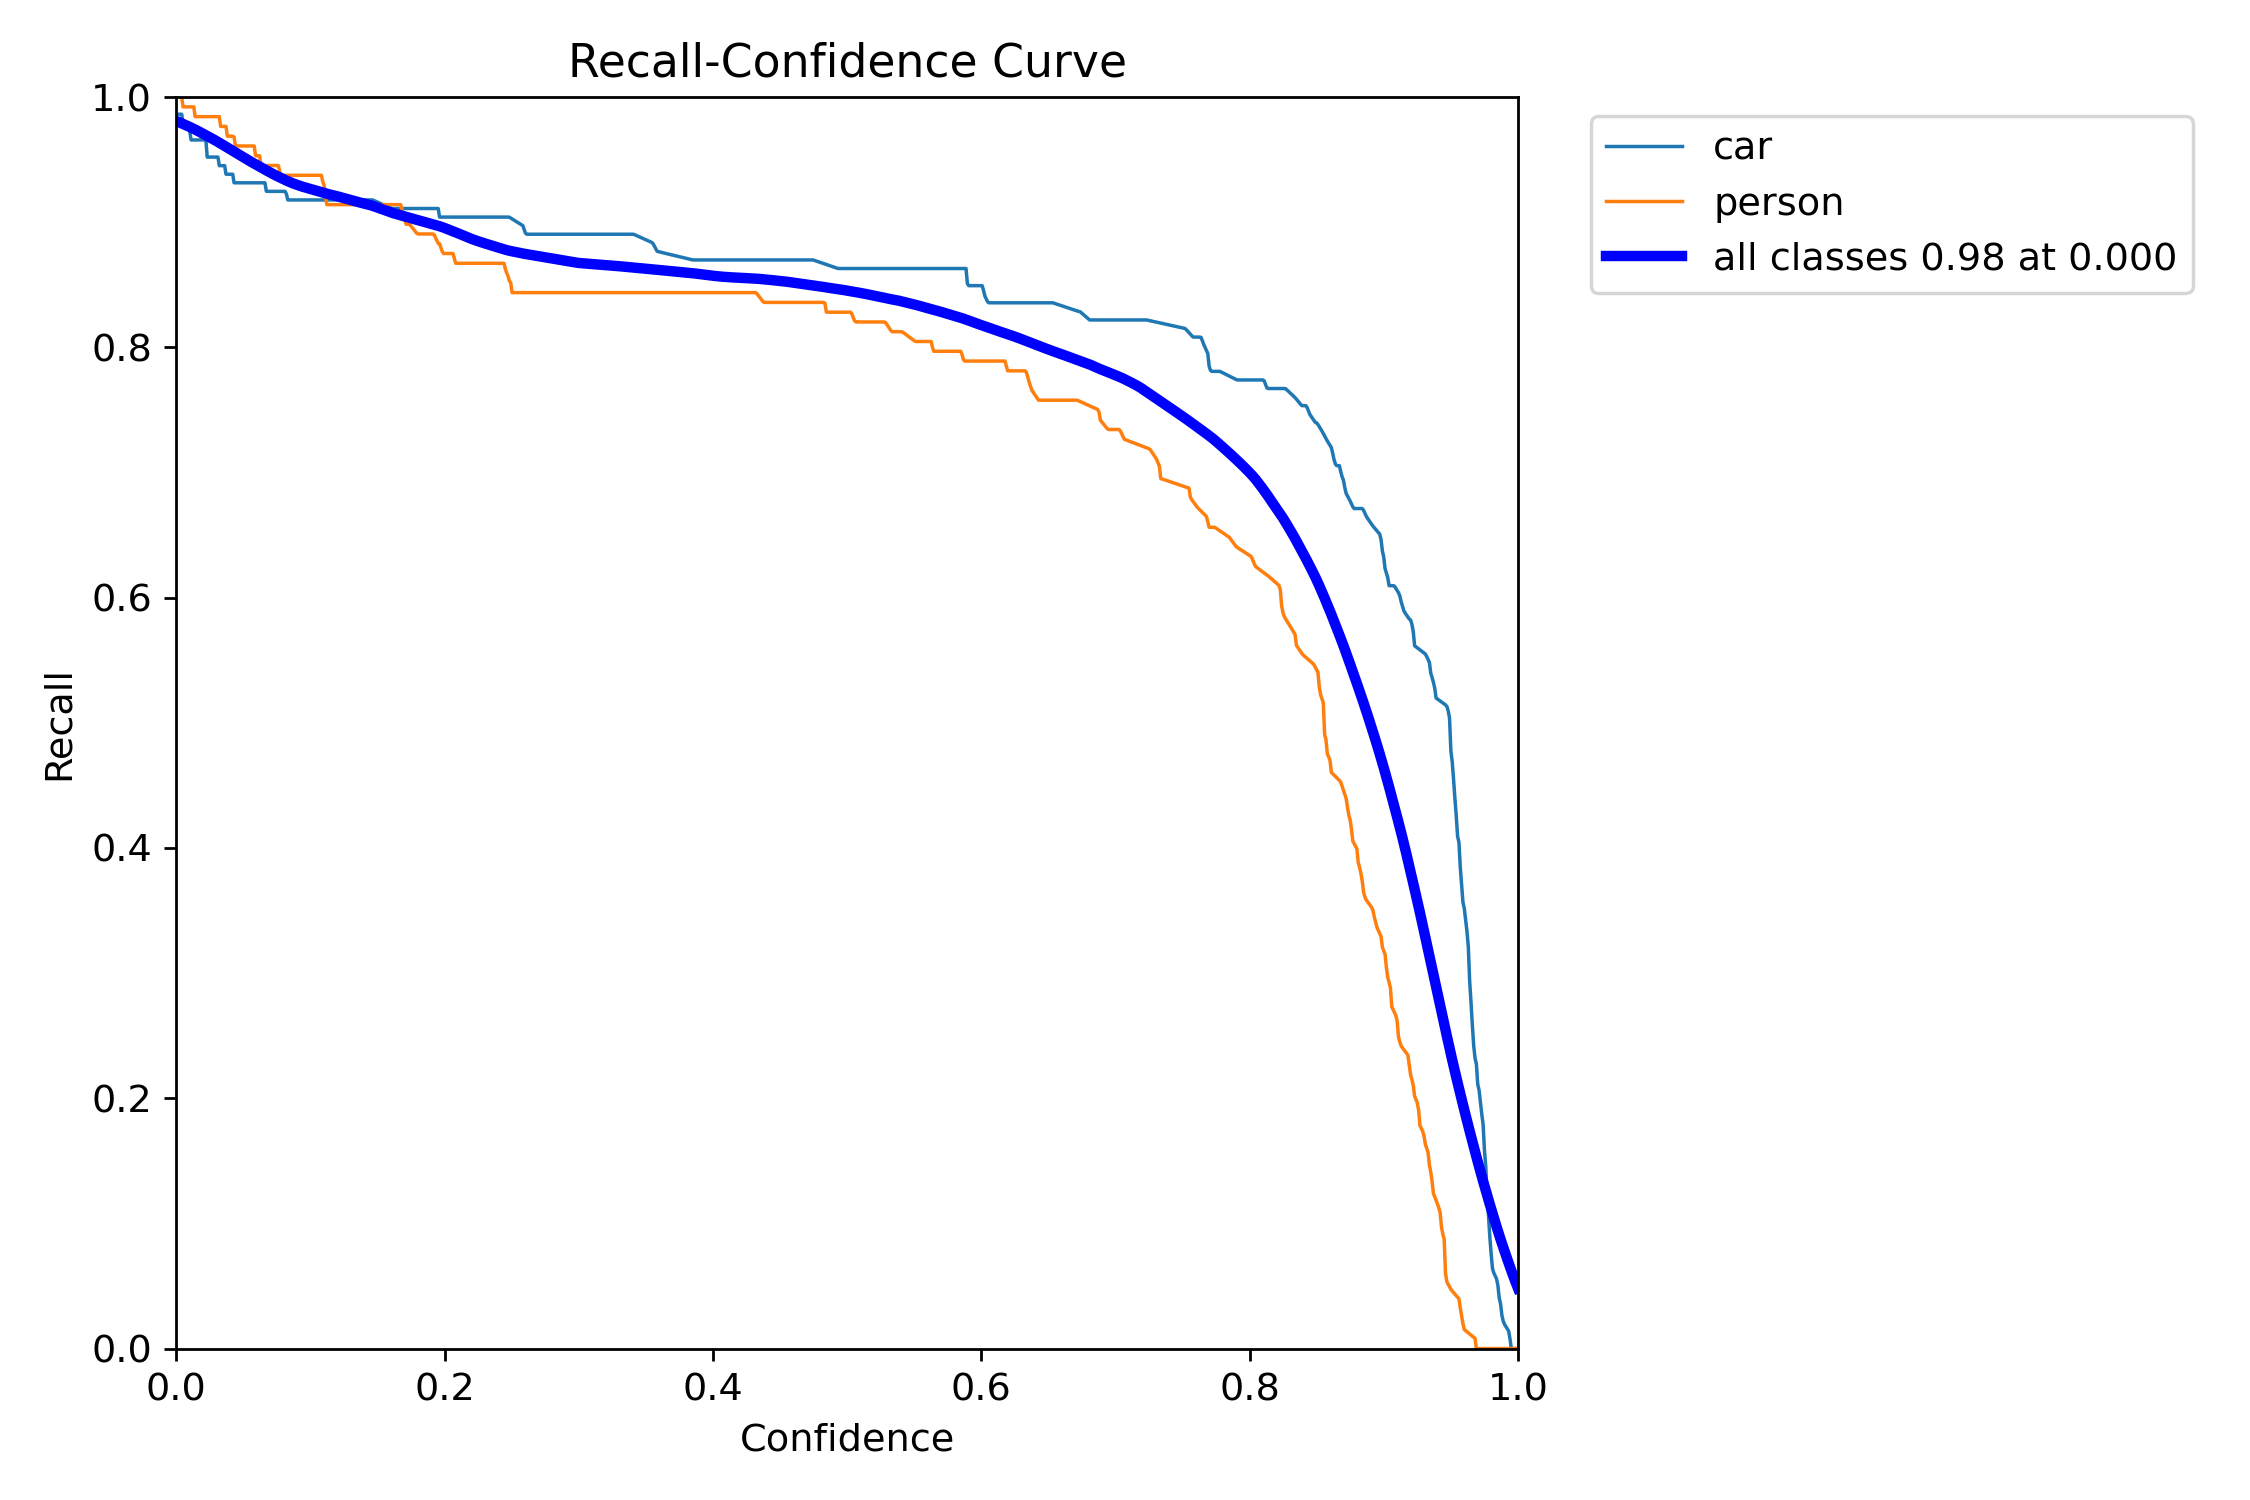 Recall-Confidence Curve
1.0
0.8
0.6
0.4
0.2
0.0
Recall
0.0 0.2 0.4 0.6 0.8 1.0
Confidence
car
person
all classes 0.98 at 0.000